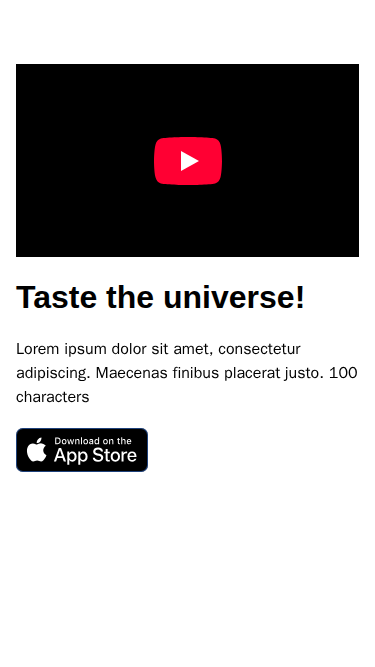 Taste the universe!
Lorem ipsum dolor sit amet, consectetur
adipiscing. Maecenas finibus placerat justo. 100
characters
Download on the
App Store